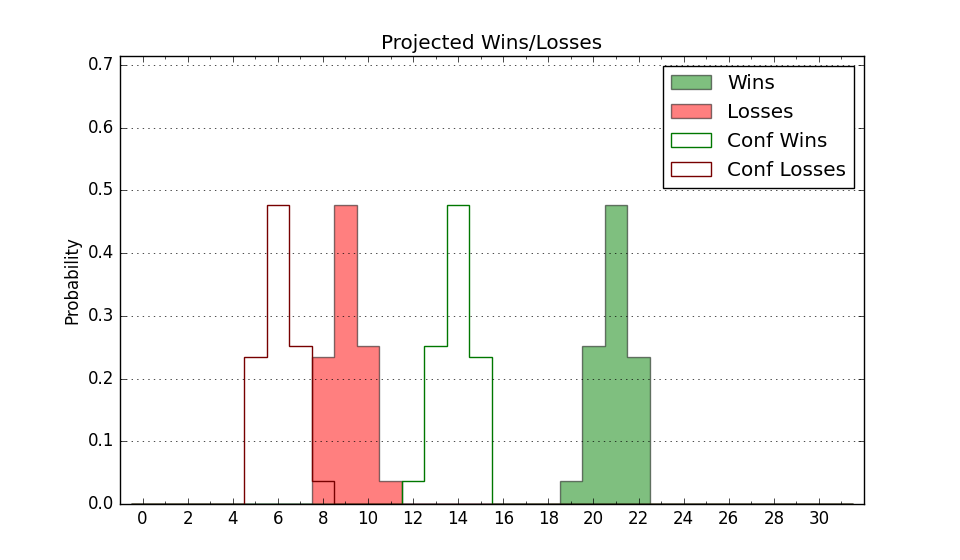 Projected Wins/Losses
0.7
0.6
0.5
0.4
0.3
0.2
0.1
0.0
Probability
Wins
Losses
Conf Wins
Conf Losses
0 2 4 6 8 10 12 14 16 18 20 22 24 26 28 30